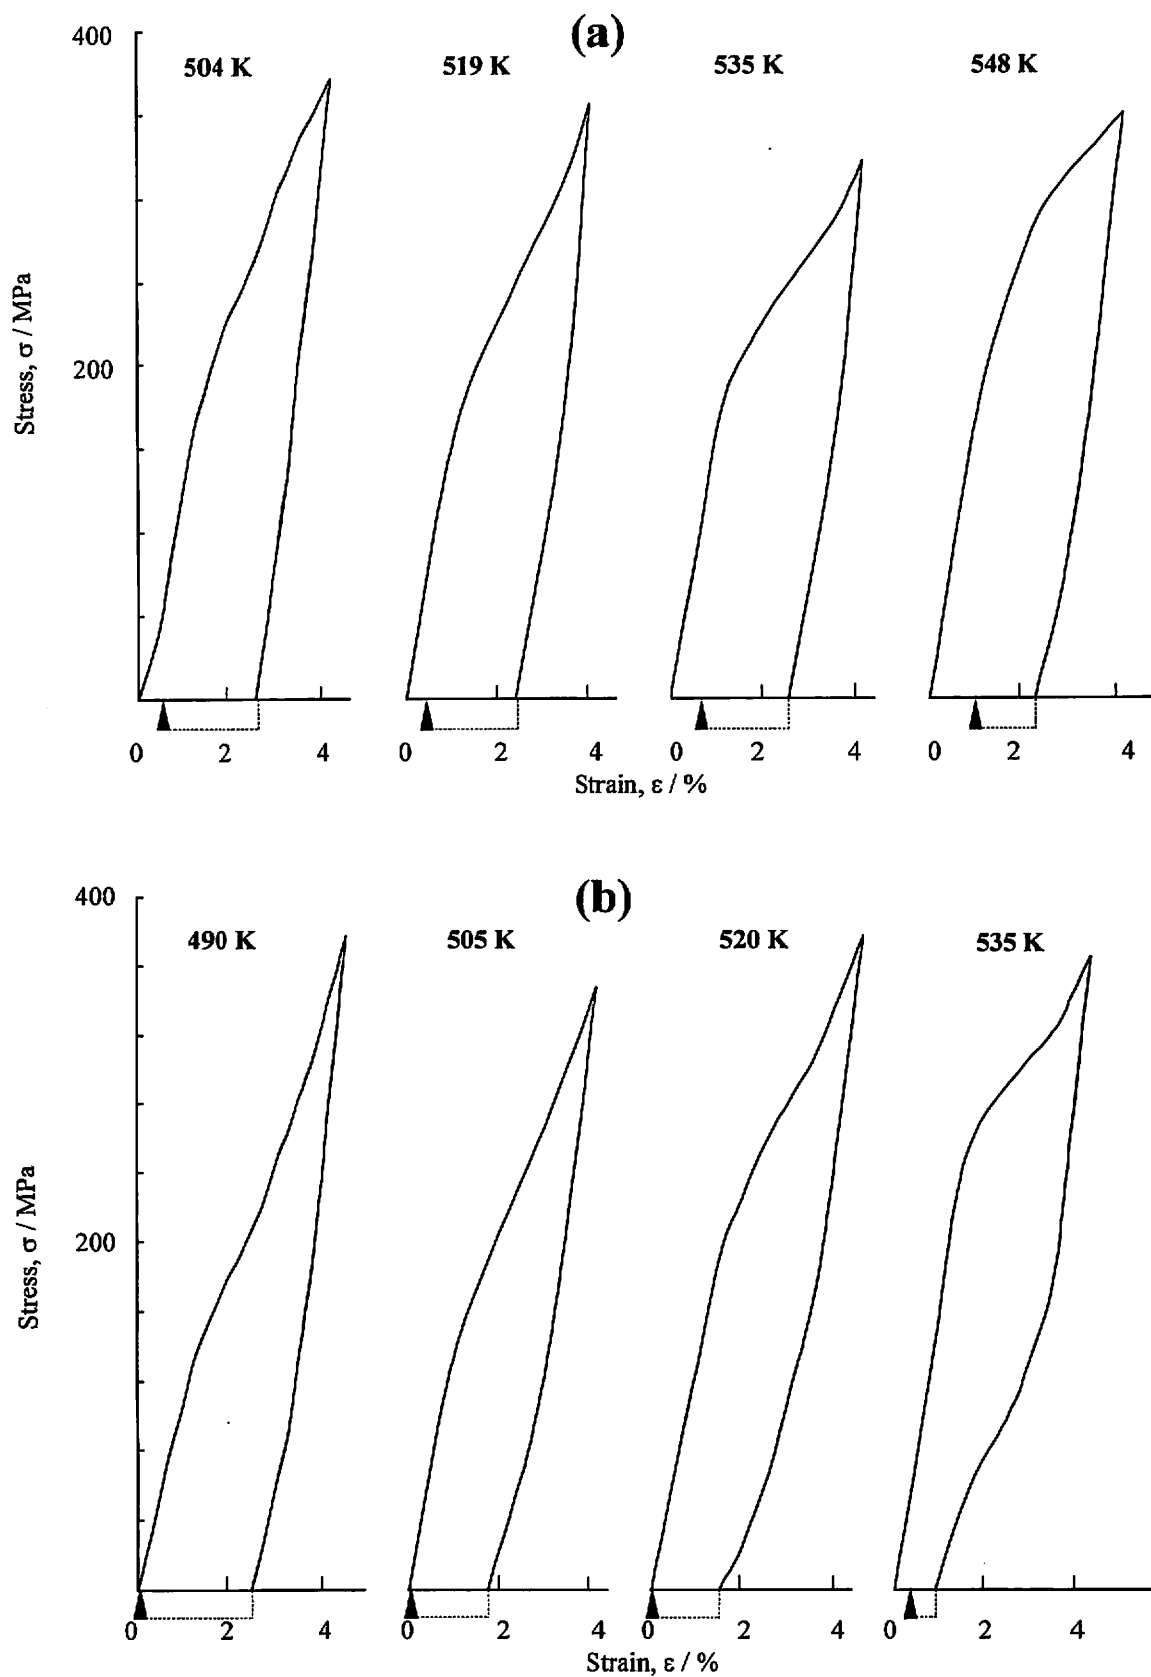 (a)
400
504 K
519 K
535 K
548 K
Stress, σ / MPa
200
0 2 4
0 2 4
0 2 4
0 2 4
Strain, ε / %
(b)
400
490 K
505 K
520 K
535 K
Stress, σ / MPa
200
0 2 4
0 2 4
0 2 4
0 2 4
Strain, ε / %